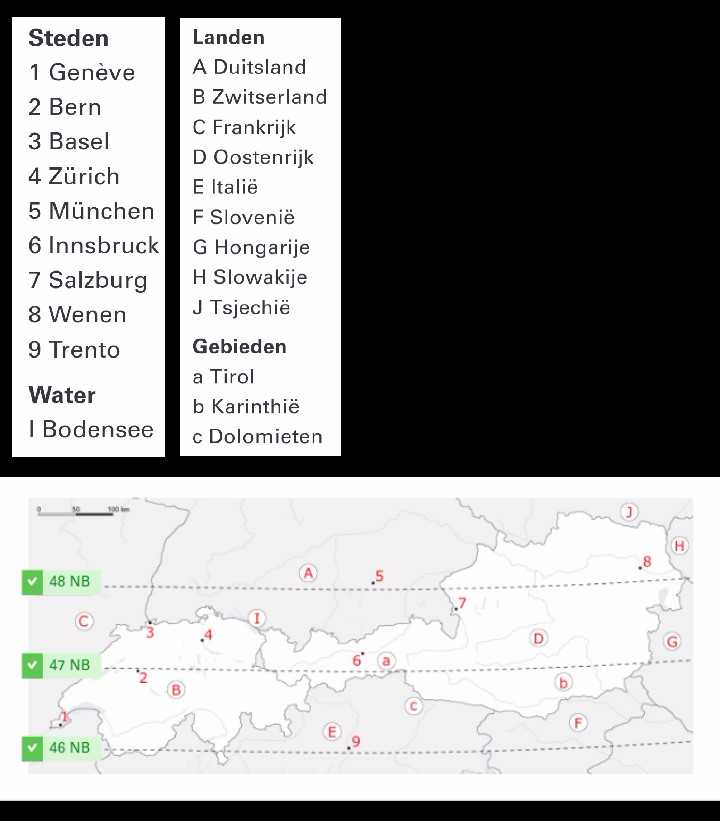 Steden
1 Genève
2 Bern
3 Basel
4 Zürich
5 München
6 Innsbruck
7 Salzburg
8 Wenen
9 Trento
Water
I Bodensee
Landen
A Duitsland
B Zwitserland
C Frankrijk
D Oostenrijk
E Italië
F Slovenië
G Hongarije
H Slowakije
J Tsjechië
Gebieden
a Tirol
b Karinthië
c Dolomieten
0 50 100 km
J
H
A
5
8
48 NB
7
C
I
3
4
D
G
47 NB
6
a
2
B
b
c
1
F
E
9
46 NB